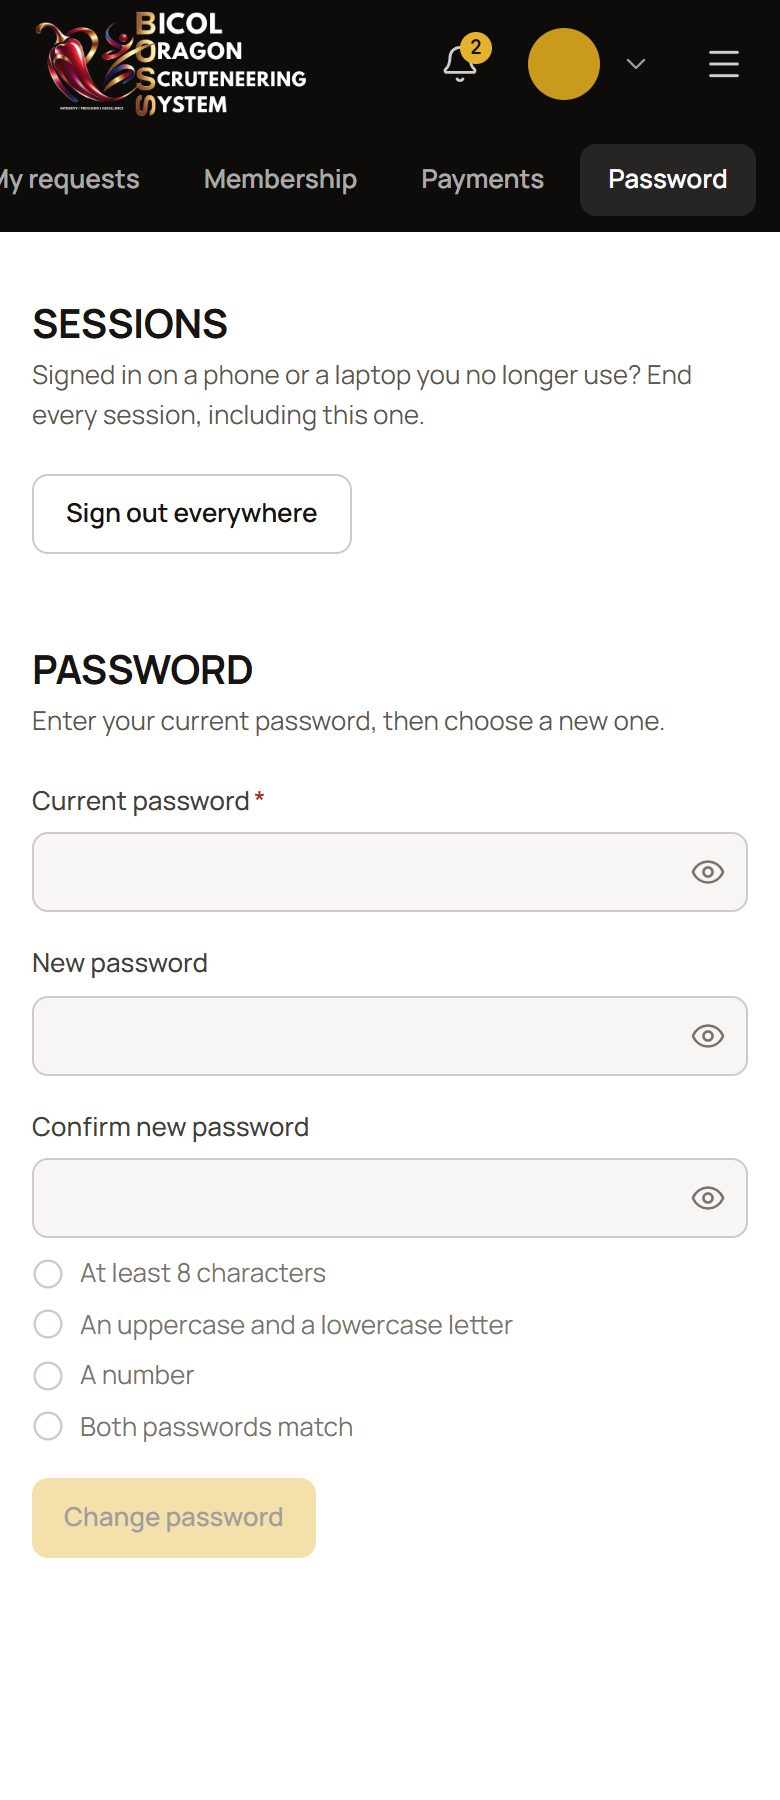 BICOL
ORAGON
SCRUTENEERING
SYSTEM
2
My requests
Membership
Payments
Password
SESSIONS
Signed in on a phone or a laptop you no longer use? End
every session, including this one.
Sign out everywhere
PASSWORD
Enter your current password, then choose a new one.
Current password *
New password
Confirm new password
At least 8 characters
An uppercase and a lowercase letter
A number
Both passwords match
Change password